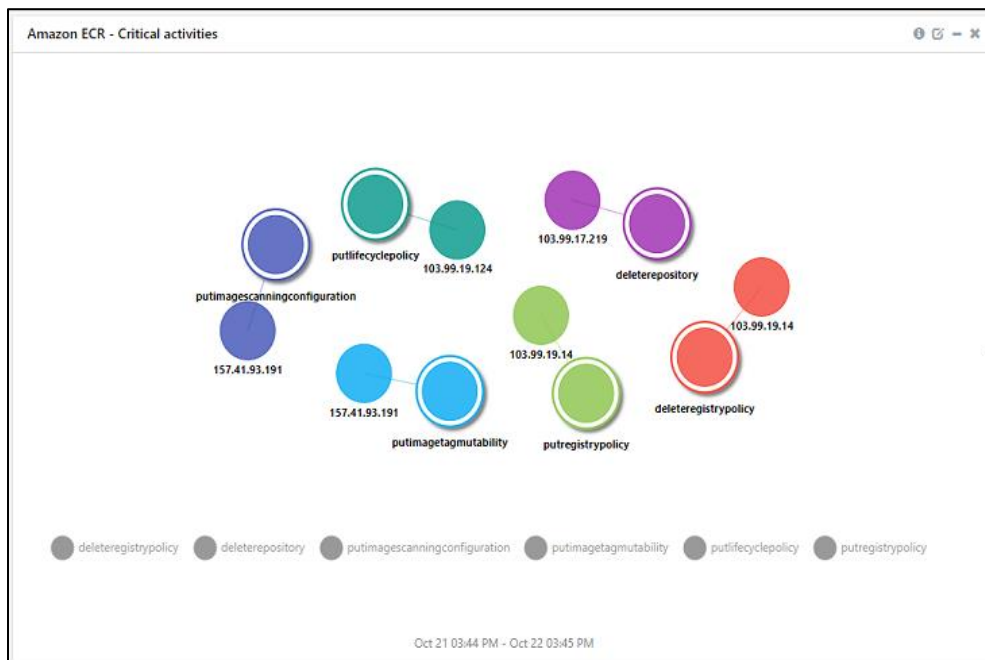 Amazon ECR - Critical activities
putlifecyclepolicy
103.99.19.124
103.99.17.219
deleterepository
putimagescanningconfiguration
157.41.93.191
103.99.19.14
103.99.19.14
deleteregistrypolicy
157.41.93.191
putimagetagmutability
putregistrypolicy
deleteregistrypolicy
deleterepository
putimagescanningconfiguration
putimagetagmutability
putlifecyclepolicy
putregistrypolicy
Oct 21 03:44 PM - Oct 22 03:45 PM